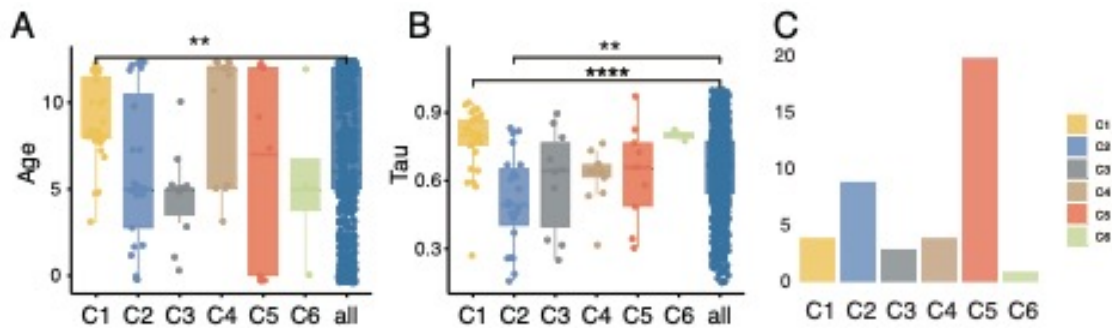 A
**
Age
10
5
0
C1 C2 C3 C4 C5 C6 all
B
**
****
Tau
0.9
0.6
0.3
C1 C2 C3 C4 C5 C6 all
C
20
15
10
5
0
C1 C2 C3 C4 C5 C6
C1
C2
C3
C4
C5
C6